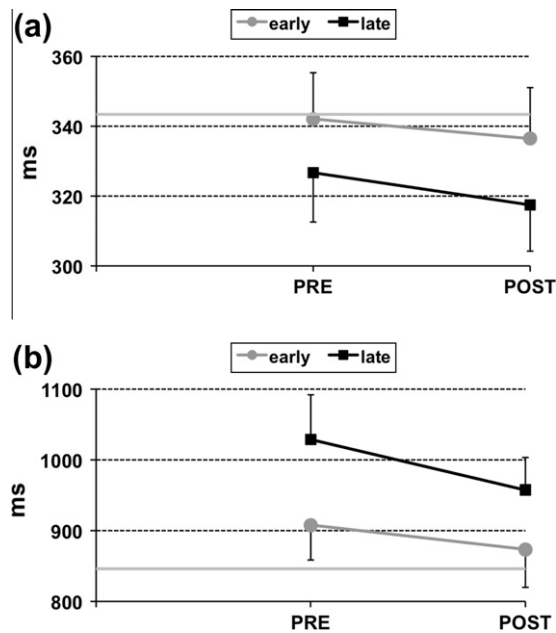 (a)
early late
360
340
320
300
ms
PRE POST
(b)
early late
1100
1000
900
800
ms
PRE POST